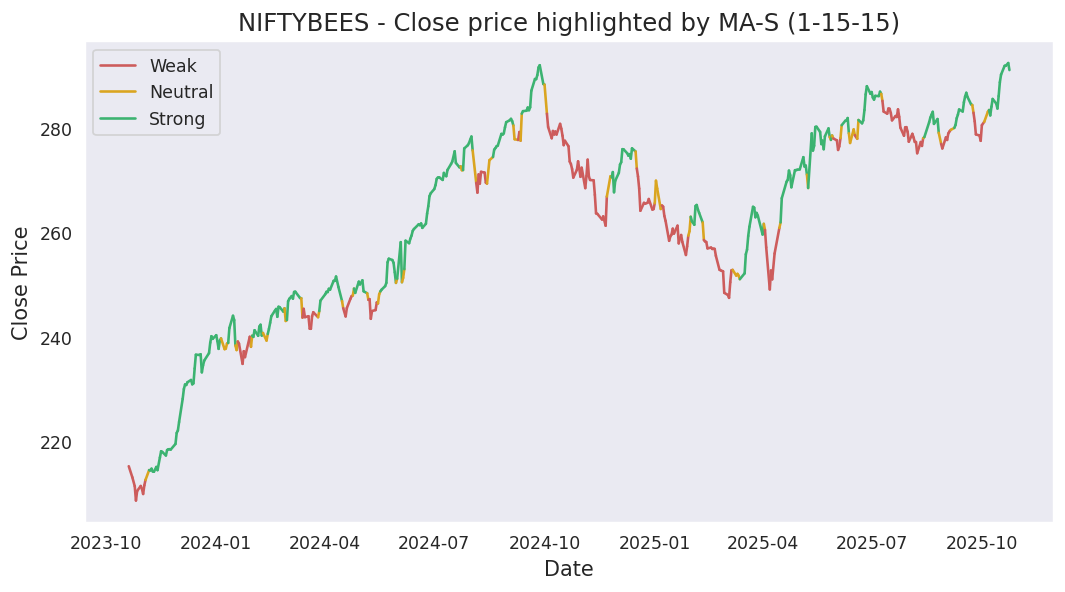 NIFTYBEES - Close price highlighted by MA-S (1-15-15)
Weak
Neutral
Strong
Close Price
280
260
240
220
2023-10 2024-01 2024-04 2024-07 2024-10 2025-01 2025-04 2025-07 2025-10
Date